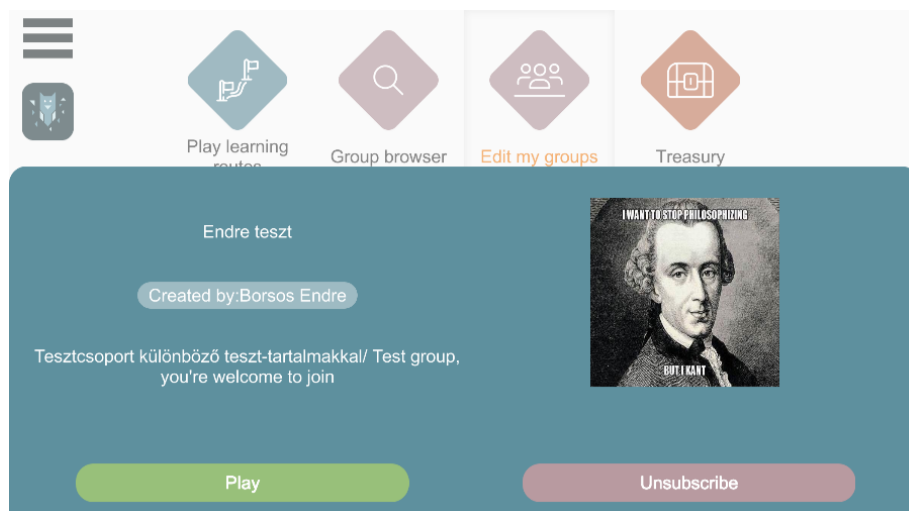 Play learning
routes
Group browser
Edit my groups
Treasury
Endre teszt
Created by:Borsos Endre
Tesztcsoport különböző teszt-tartalmakkal/ Test group,
you're welcome to join
I WANT TO STOP PHILOSOPHIZING
BUT I KANT
Play
Unsubscribe